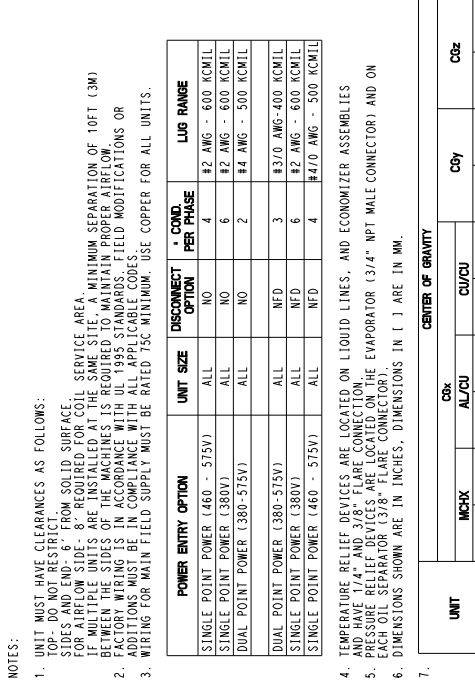 NOTES:
1. UNIT MUST HAVE CLEARANCES AS FOLLOWS:
TOP- DO NOT RESTRICT.
SIDES AND END- 6' FROM SOLID SURFACE.
FOR AIRFLOW SIDE- 8' REQUIRED FOR COIL SERVICE AREA.
IF MULTIPLE UNITS ARE INSTALLED AT THE SAME SITE, A MINIMUM SEPARATION OF 10FT (3M)
BETWEEN THE SIDES OF THE MACHINES IS REQUIRED TO MAINTAIN PROPER AIRFLOW.
2. FACTORY WIRING IS IN ACCORDANCE WITH UL 1995 STANDARDS. FIELD MODIFICATIONS OR
ADDITIONS MUST BE IN COMPLIANCE WITH ALL APPLICABLE CODES.
3. WIRING FOR MAIN FIELD SUPPLY MUST BE RATED 75C MINIMUM. USE COPPER FOR ALL UNITS.
POWER ENTRY OPTION UNIT SIZE DISCONNECT OPTION # COND. PER PHASE LUG RANGE
SINGLE POINT POWER (460 - 575V) ALL NO 4 #2 AWG - 600 KCMIL
SINGLE POINT POWER (380V) ALL NO 6 #2 AWG - 600 KCMIL
DUAL POINT POWER (380-575V) ALL NO 2 #4 AWG - 500 KCMIL
DUAL POINT POWER (380-575V) ALL NFD 3 #3/0 AWG-400 KCMIL
SINGLE POINT POWER (380V) ALL NFD 6 #2 AWG - 600 KCMIL
SINGLE POINT POWER (460 - 575V) ALL NFD 4 #4/0 AWG - 500 KCMIL
4. TEMPERATURE RELIEF DEVICES ARE LOCATED ON LIQUID LINES, AND ECONOMIZER ASSEMBLIES
AND HAVE 1/4" AND 3/8" FLARE CONNECTION.
5. PRESSURE RELIEF DEVICES ARE LOCATED ON THE EVAPORATOR (3/4" NPT MALE CONNECTOR) AND ON
EACH OIL SEPARATOR (3/8" FLARE CONNECTOR).
6. DIMENSIONS SHOWN ARE IN INCHES, DIMENSIONS IN [ ] ARE IN MM.
7.
CENTER OF GRAVITY
UNIT CGx CGy CGz
MCHX AL/CU CU/CU